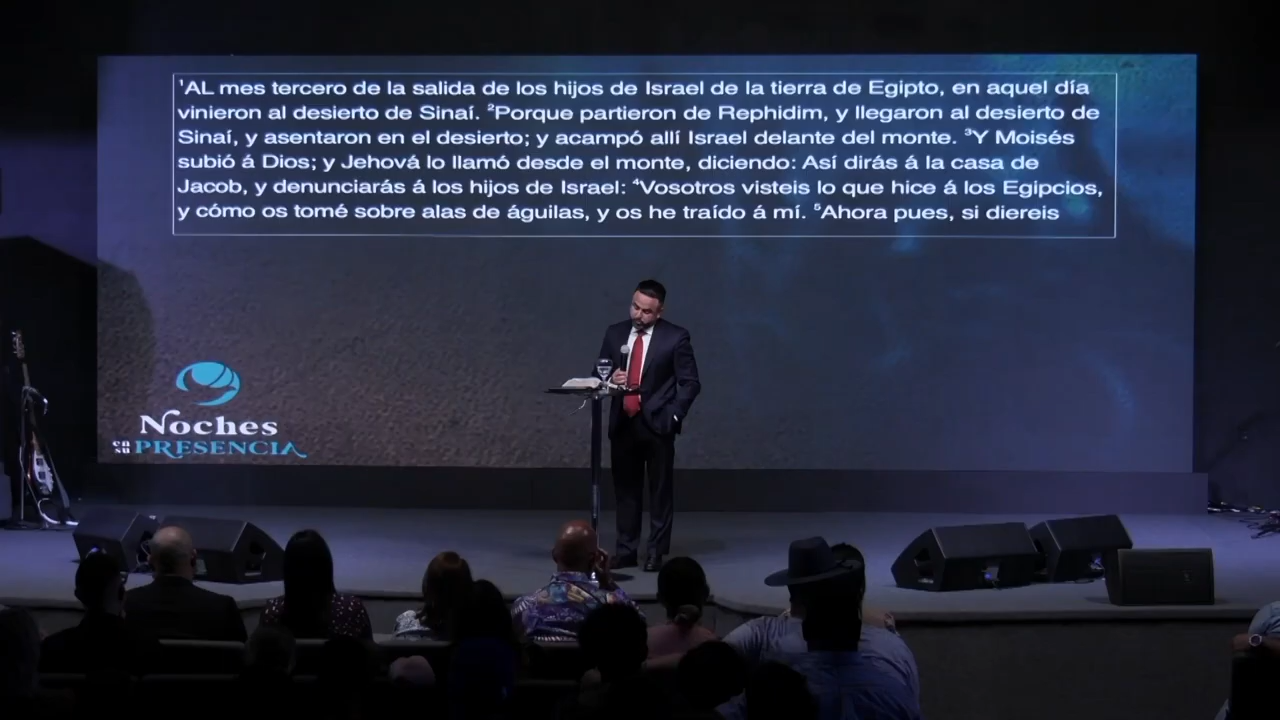 ¹AL mes tercero de la salida de los hijos de Israel de la tierra de Egipto, en aquel día
vinieron al desierto de Sinaí. ²Porque partieron de Rephidim, y llegaron al desierto de
Sinaí, y asentaron en el desierto; y acampó allí Israel delante del monte. ³Y Moisés
subió á Dios; y Jehová lo llamó desde el monte, diciendo: Así dirás á la casa de
Jacob, y denunciarás á los hijos de Israel: ⁴Vosotros visteis lo que hice á los Egipcios,
y cómo os tomé sobre alas de águilas, y os he traído á mí. ⁵Ahora pues, si diereis
Noches
en su PRESENCIA